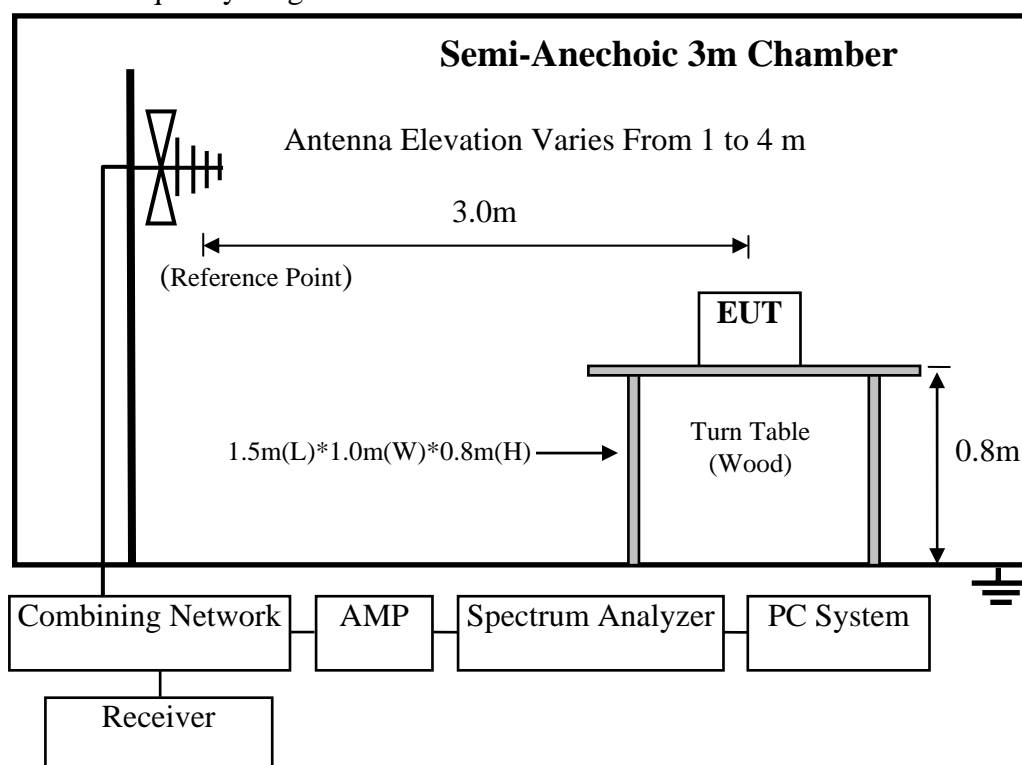 Semi-Anechoic 3m Chamber
Antenna Elevation Varies From 1 to 4 m
3.0m
(Reference Point)
EUT
1.5m(L)*1.0m(W)*0.8m(H)
Turn Table
(Wood)
0.8m
Combining Network
AMP
Spectrum Analyzer
PC System
Receiver